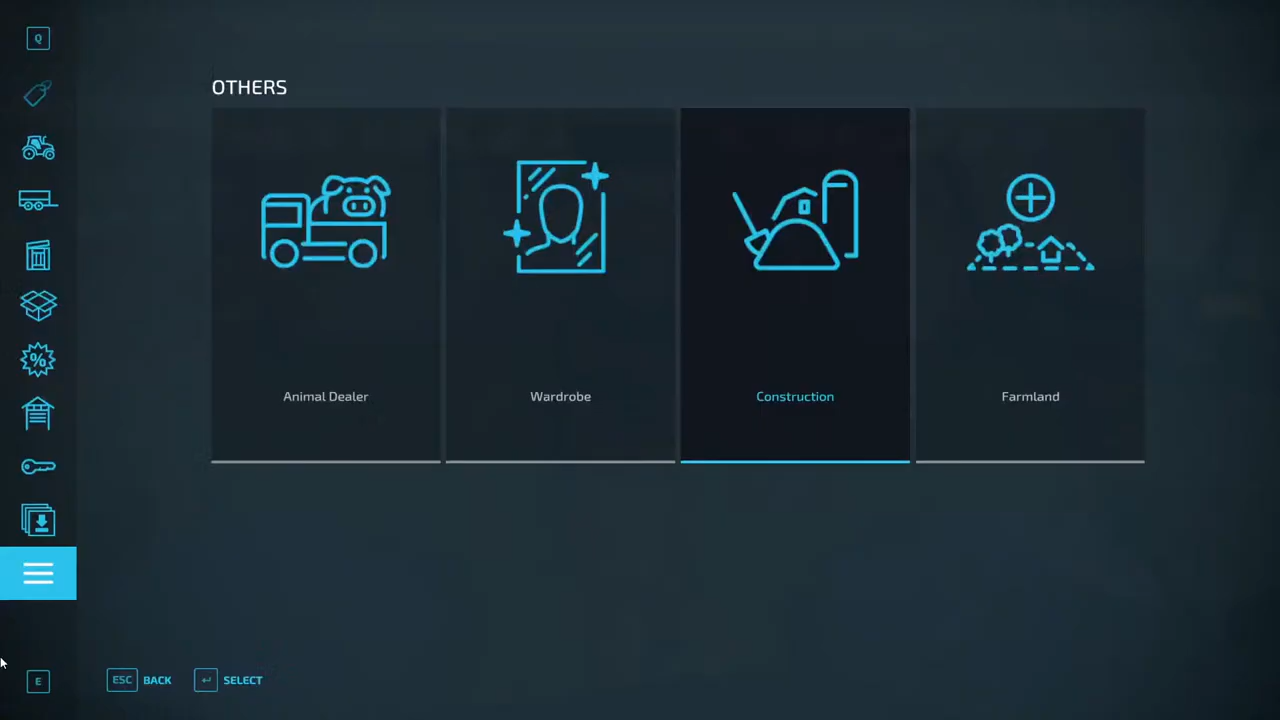 Q
OTHERS
Animal Dealer
Wardrobe
Construction
Farmland
%
E
ESC BACK
SELECT